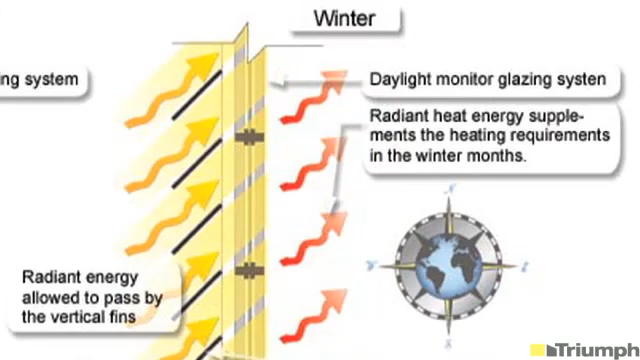 Winter
ing system
Daylight monitor glazing systen
Radiant heat energy supple-
ments the heating requirements
in the winter months.
Radiant energy
allowed to pass by
the vertical fins
Triumph